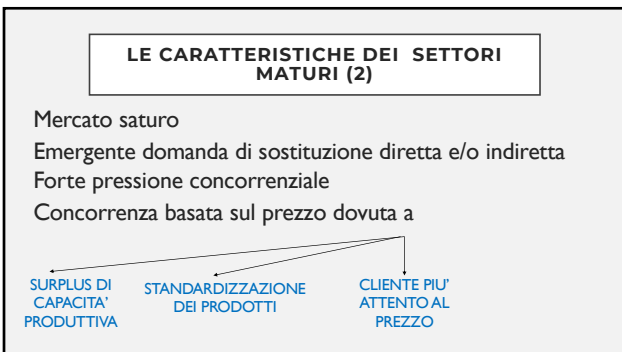 LE CARATTERISTICHE DEI SETTORI
MATURI (2)
Mercato saturo
Emergente domanda di sostituzione diretta e/o indiretta
Forte pressione concorrenziale
Concorrenza basata sul prezzo dovuta a
SURPLUS DI
CAPACITA'
PRODUTTIVA
STANDARDIZZAZIONE
DEI PRODOTTI
CLIENTE PIU'
ATTENTO AL
PREZZO